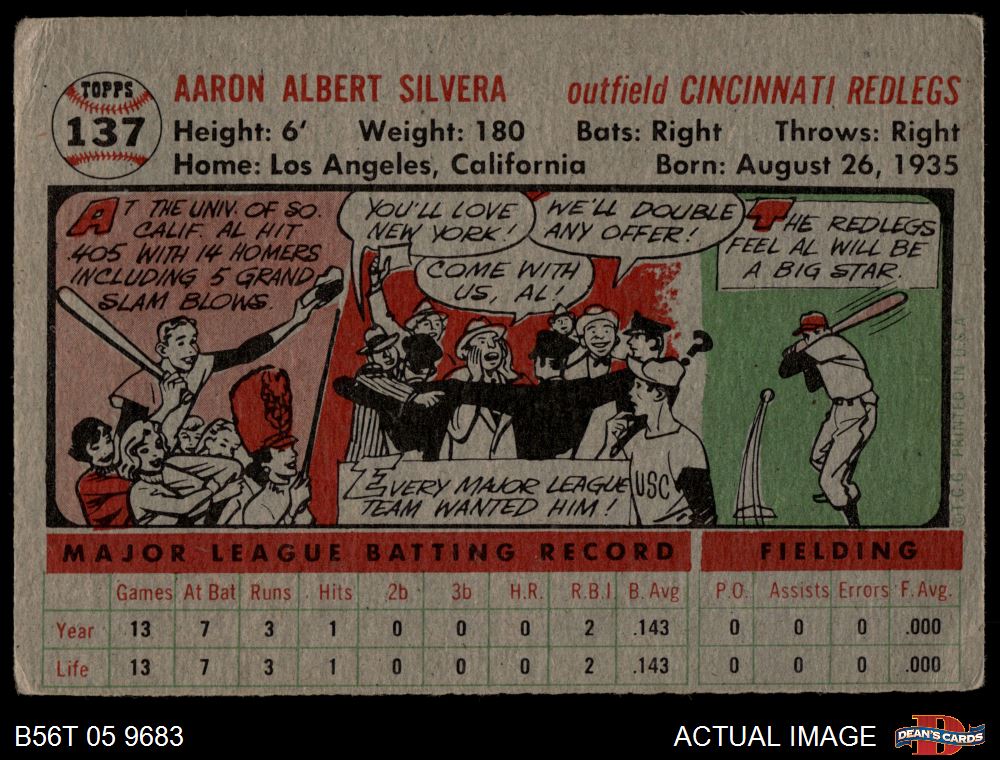 TOPPS
137
AARON ALBERT SILVERA outfield CINCINNATI REDLEGS
Height: 6' Weight: 180 Bats: Right Throws: Right
Home: Los Angeles, California Born: August 26, 1935
AT THE UNIV. OF SO.
CALIF. AL HIT
.405 WITH 14 HOMERS
INCLUDING 5 GRAND
SLAM BLOWS.
YOU'LL LOVE
NEW YORK!
WE'LL DOUBLE
ANY OFFER!
COME WITH
US, AL!
?
USC
EVERY MAJOR LEAGUE
TEAM WANTED HIM!
THE REDLEGS
FEEL AL WILL BE
A BIG STAR.
©T.C.G. PRINTED IN U.S.A.
MAJOR LEAGUE BATTING RECORD FIELDING
Games At Bat Runs Hits 2b 3b H.R. R.B.I B. Avg P.O. Assists Errors F. Avg.
Year 13 7 3 1 0 0 0 2 .143 0 0 0 .000
Life 13 7 3 1 0 0 0 2 .143 0 0 0 .000
B56T 05 9683 ACTUAL IMAGE DEAN'S CARDS